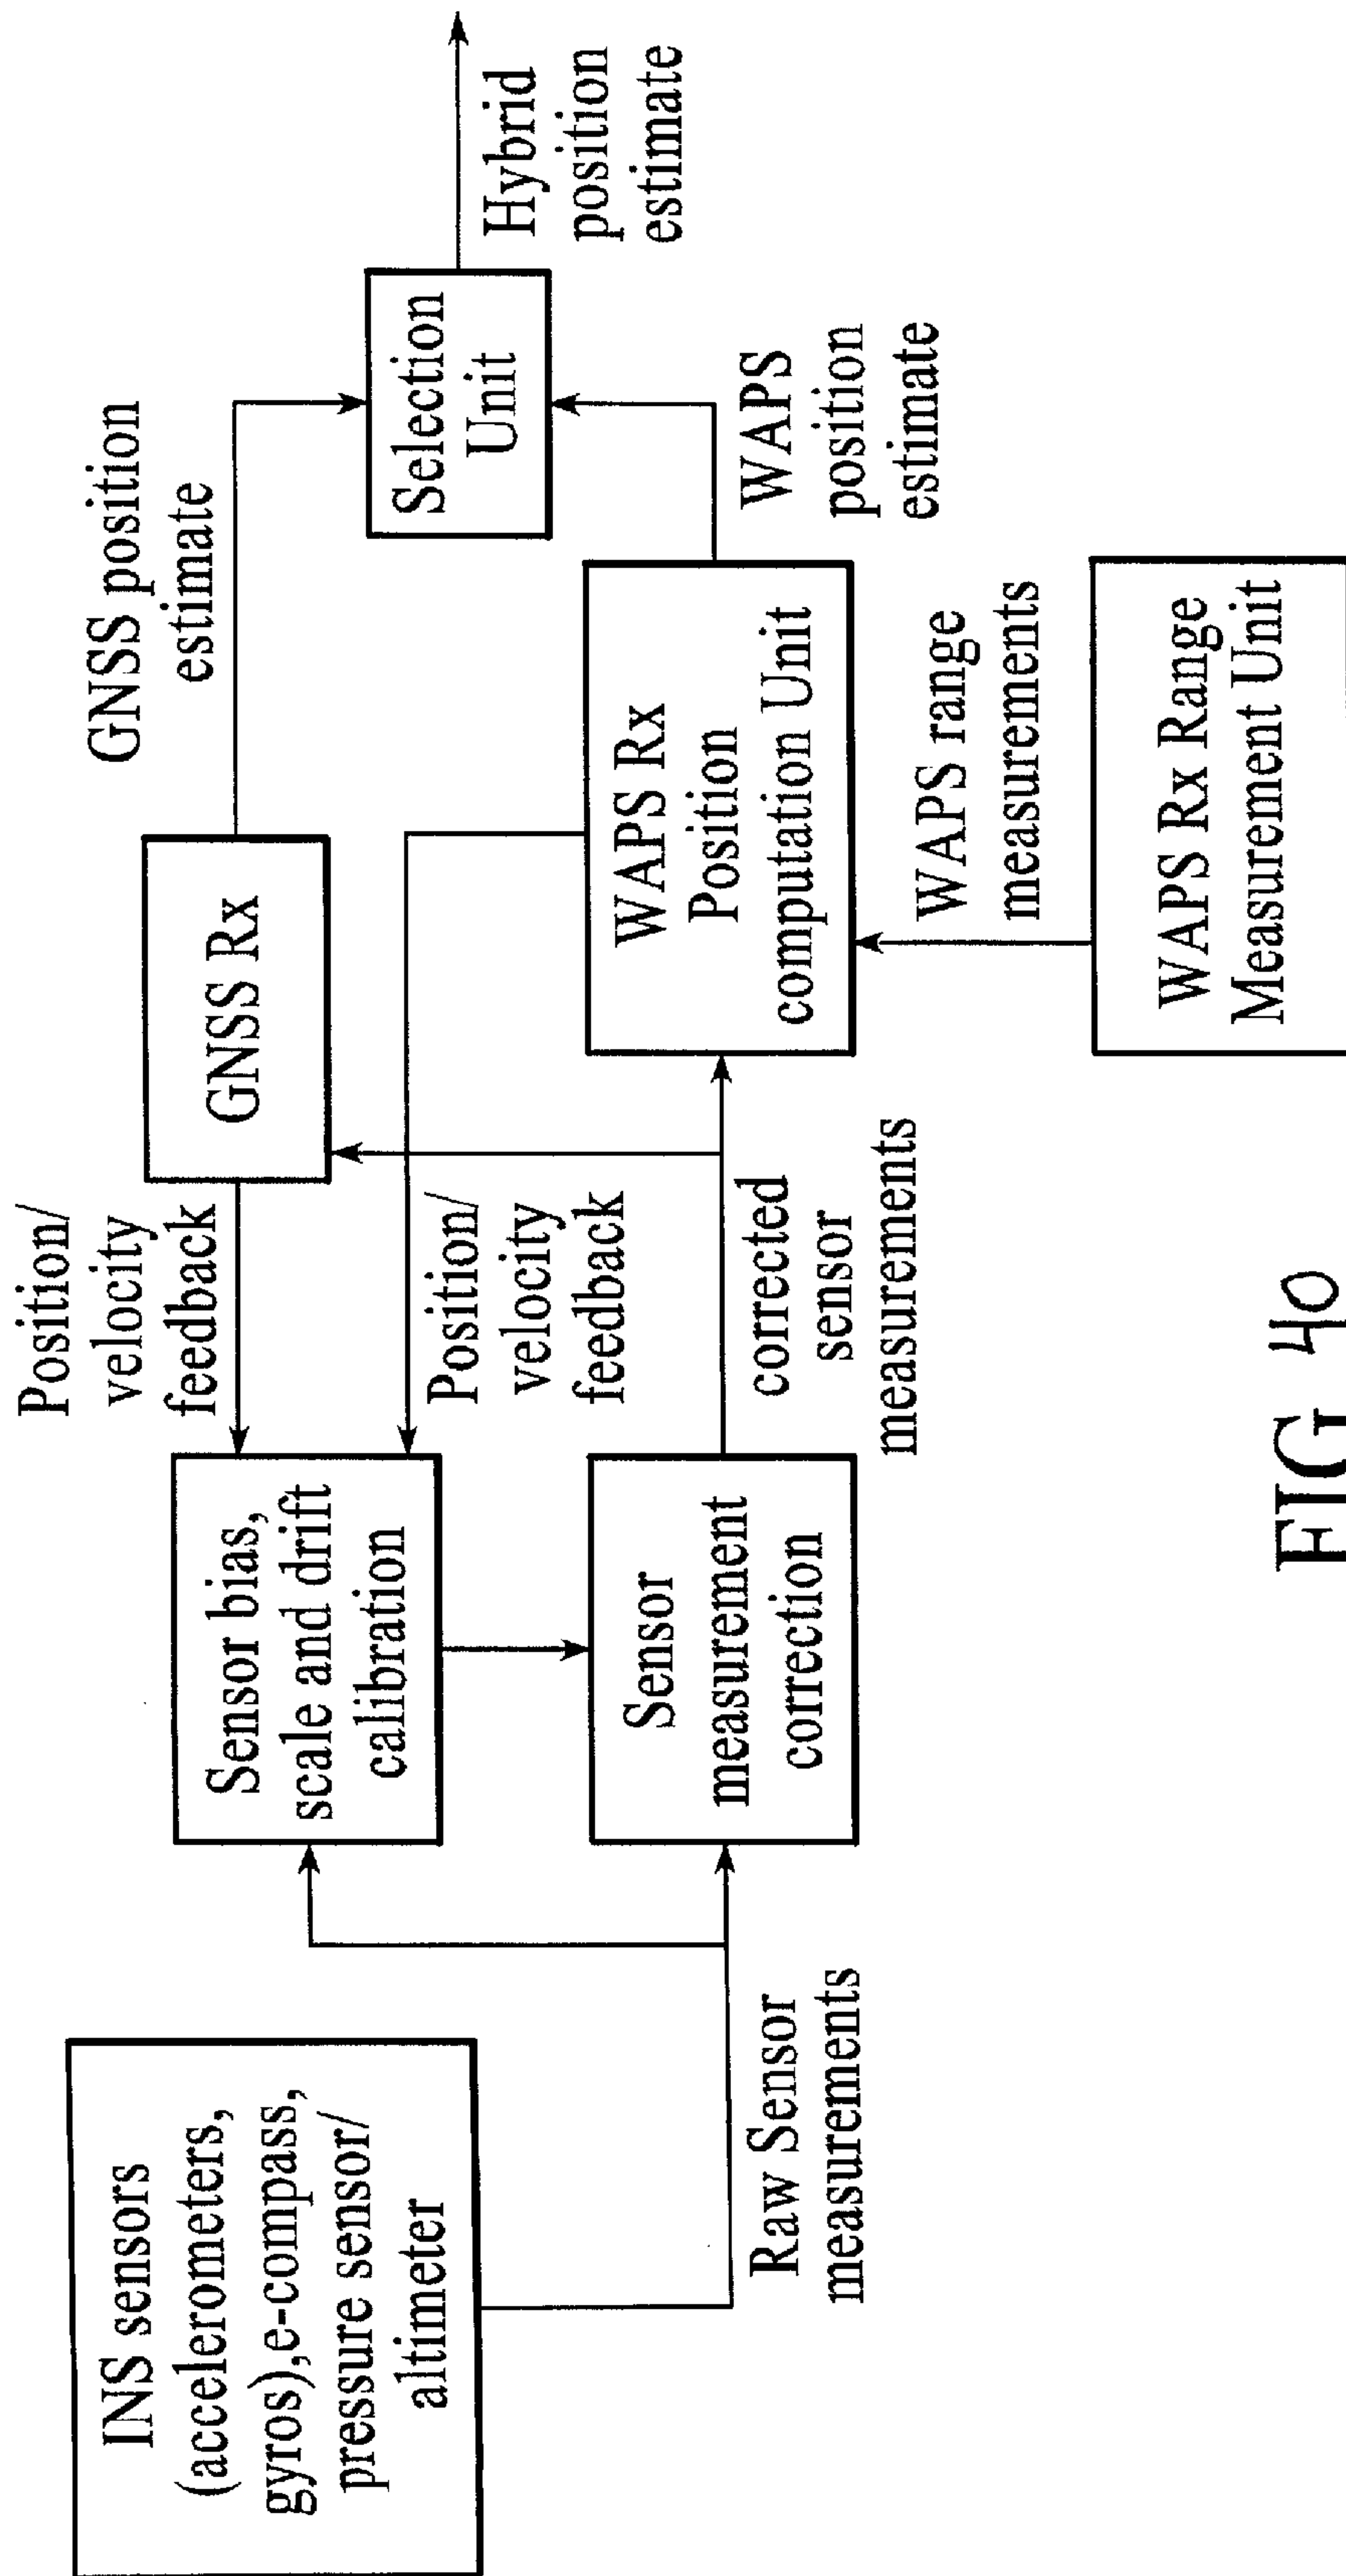 INS sensors
(accelerometers,
gyros),e-compass,
pressure sensor/
altimeter
Raw Sensor
measurements
Sensor bias,
scale and drift
calibration
Sensor
measurement
correction
Position/
velocity
feedback
Position/
velocity
feedback
corrected
sensor
measurements
GNSS Rx
WAPS Rx
Position
computation Unit
WAPS range
measurements
WAPS Rx Range
Measurement Unit
GNSS position
estimate
WAPS
position
estimate
Selection
Unit
Hybrid
position
estimate
FIG 40